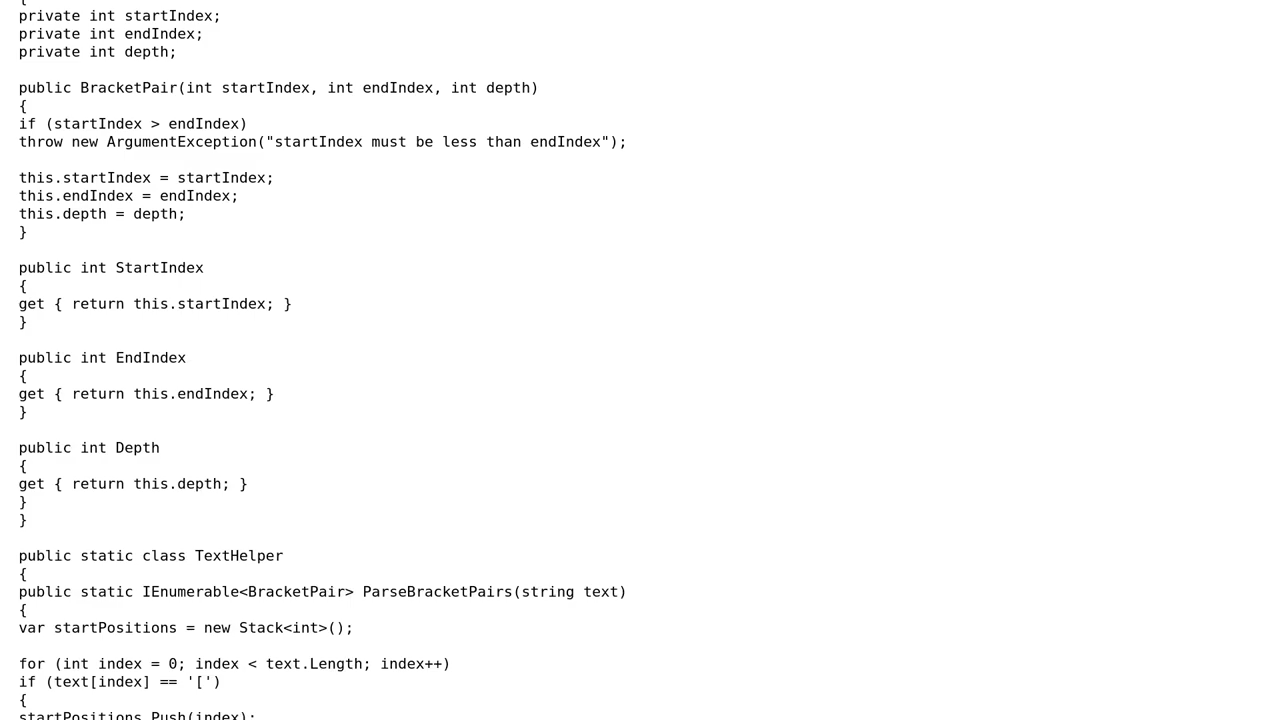 {
private int startIndex;
private int endIndex;
private int depth;

public BracketPair(int startIndex, int endIndex, int depth)
{
if (startIndex > endIndex)
throw new ArgumentException("startIndex must be less than endIndex");

this.startIndex = startIndex;
this.endIndex = endIndex;
this.depth = depth;
}

public int StartIndex
{
get { return this.startIndex; }
}

public int EndIndex
{
get { return this.endIndex; }
}

public int Depth
{
get { return this.depth; }
}
}

public static class TextHelper
{
public static IEnumerable<BracketPair> ParseBracketPairs(string text)
{
var startPositions = new Stack<int>();

for (int index = 0; index < text.Length; index++)
if (text[index] == '[')
{
startPositions.Push(index);